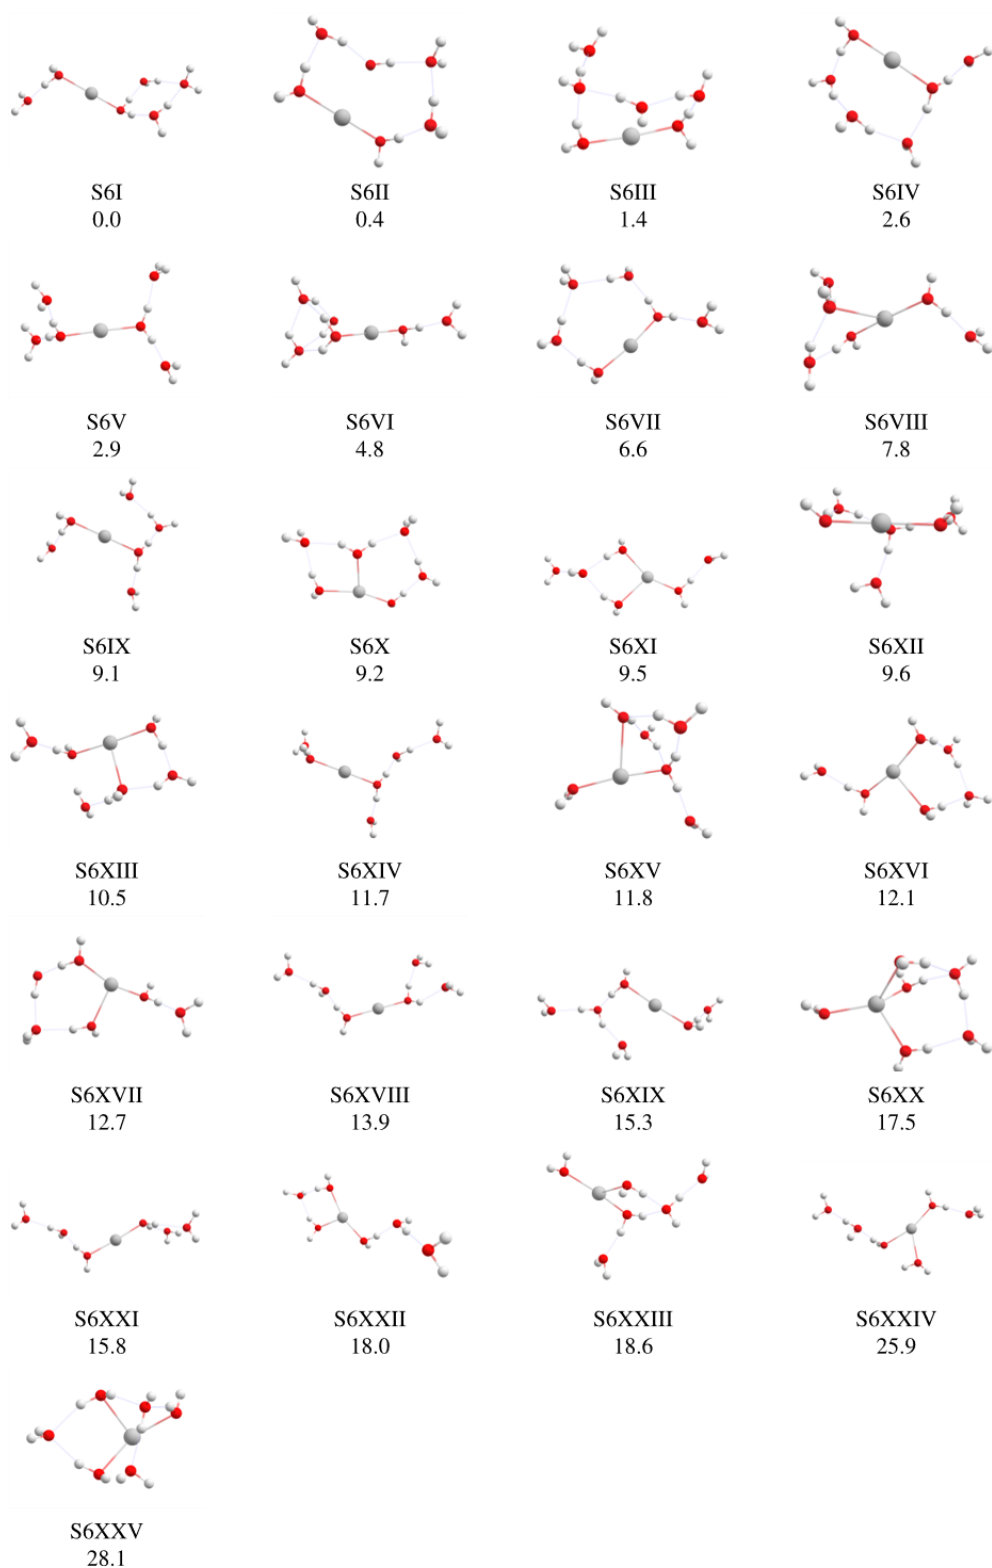 S6I
0.0
S6II
0.4
S6III
1.4
S6IV
2.6
S6V
2.9
S6VI
4.8
S6VII
6.6
S6VIII
7.8
S6IX
9.1
S6X
9.2
S6XI
9.5
S6XII
9.6
S6XIII
10.5
S6XIV
11.7
S6XV
11.8
S6XVI
12.1
S6XVII
12.7
S6XVIII
13.9
S6XIX
15.3
S6XX
17.5
S6XXI
15.8
S6XXII
18.0
S6XXIII
18.6
S6XXIV
25.9
S6XXV
28.1